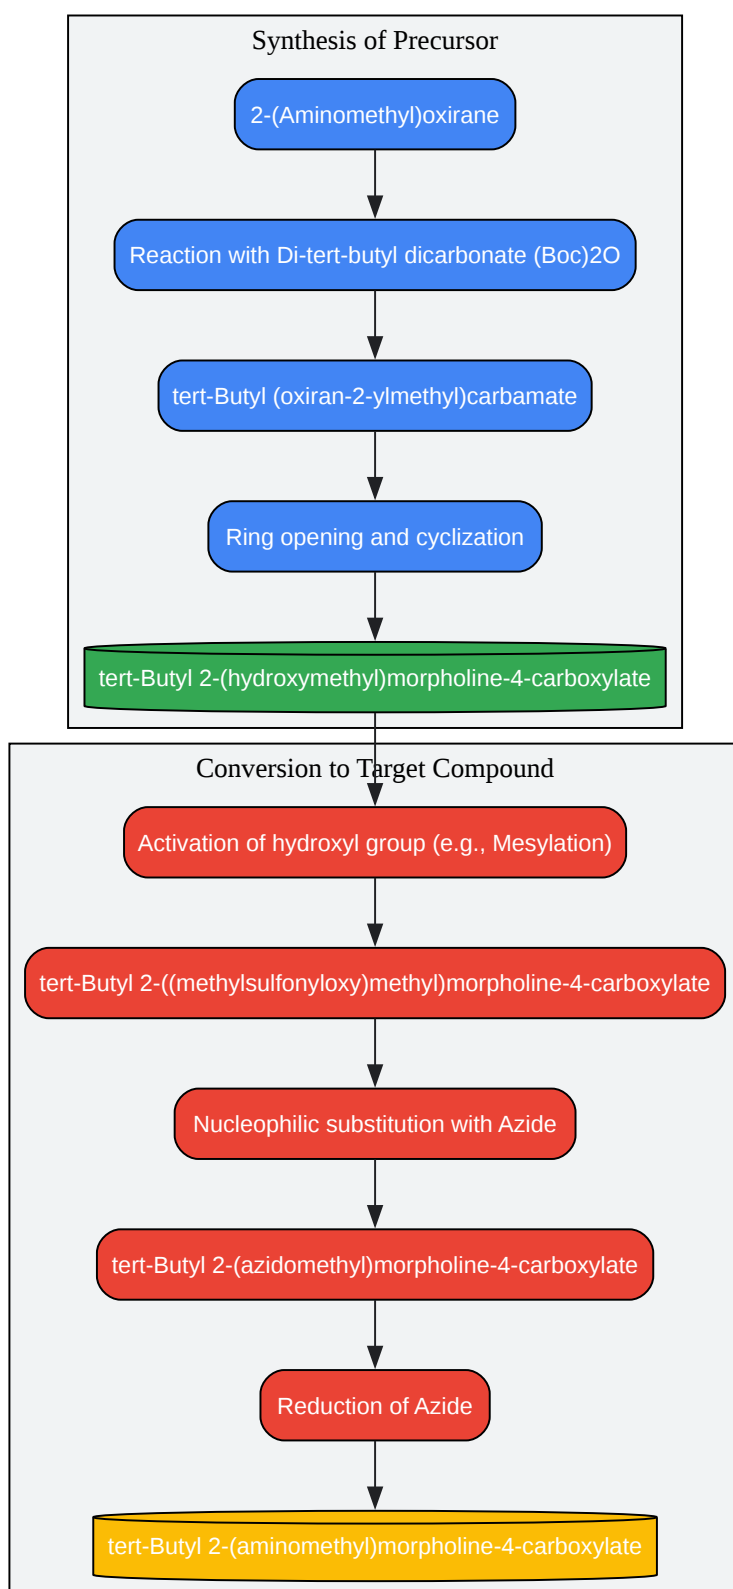 Synthesis of Precursor
2-(Aminomethyl)oxirane
Reaction with Di-tert-butyl dicarbonate (Boc)2O
tert-Butyl (oxiran-2-ylmethyl)carbamate
Ring opening and cyclization
tert-Butyl 2-(hydroxymethyl)morpholine-4-carboxylate
Conversion to Target Compound
Activation of hydroxyl group (e.g., Mesylation)
tert-Butyl 2-((methylsulfonyloxy)methyl)morpholine-4-carboxylate
Nucleophilic substitution with Azide
tert-Butyl 2-(azidomethyl)morpholine-4-carboxylate
Reduction of Azide
tert-Butyl 2-(aminomethyl)morpholine-4-carboxylate